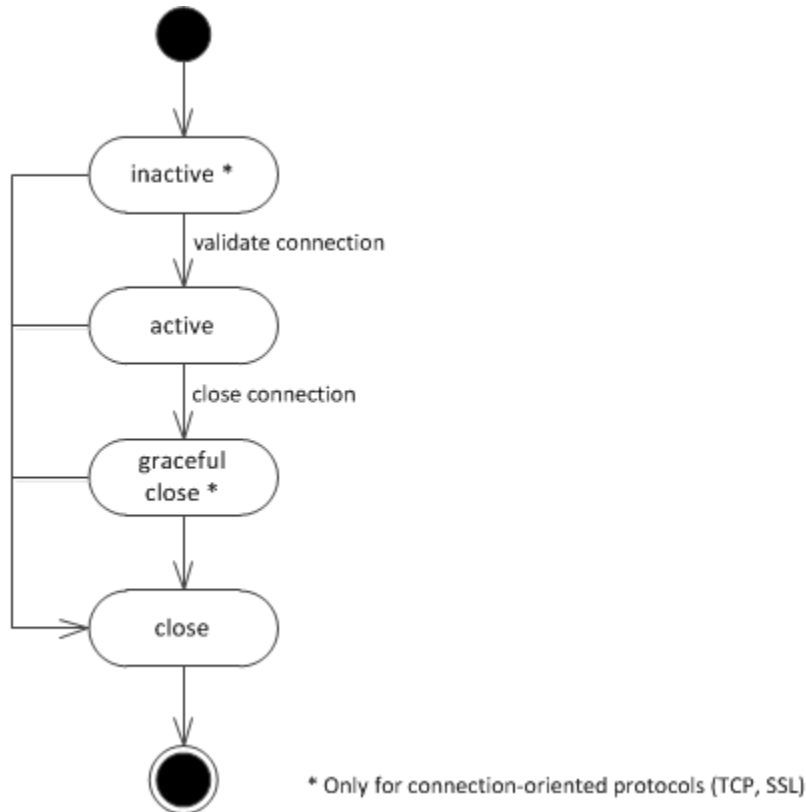 inactive *
validate connection
active
close connection
graceful
close *
close
* Only for connection-oriented protocols (TCP, SSL)